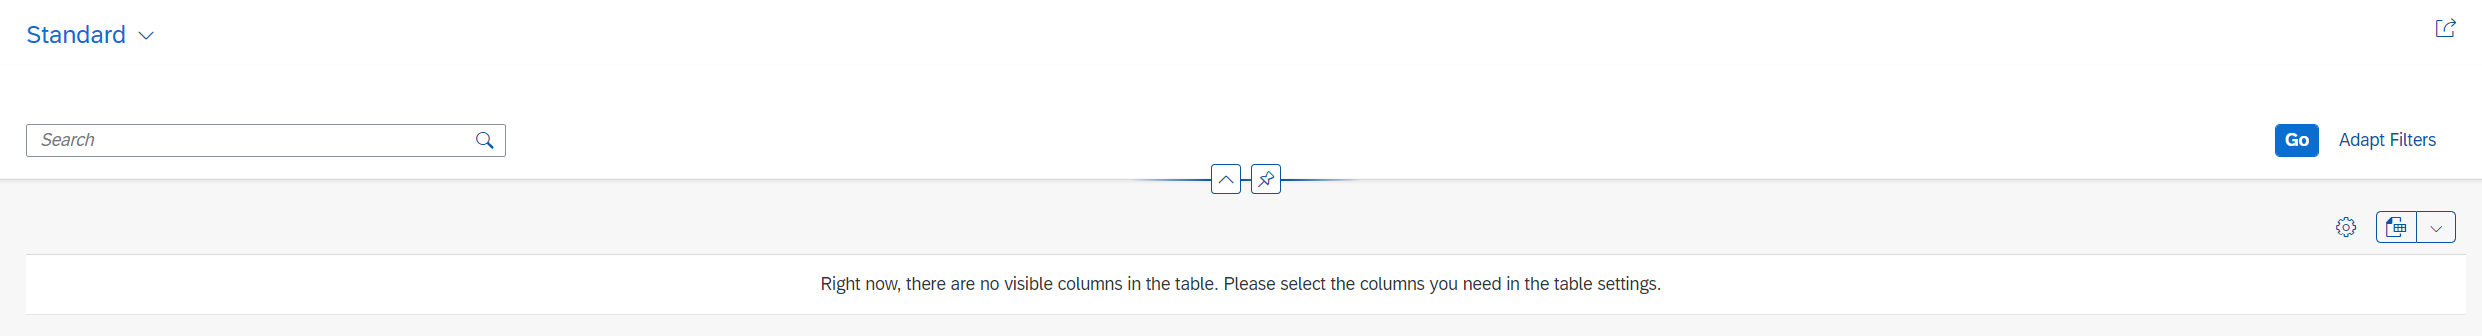 Standard
Search
Go Adapt Filters
Right now, there are no visible columns in the table. Please select the columns you need in the table settings.